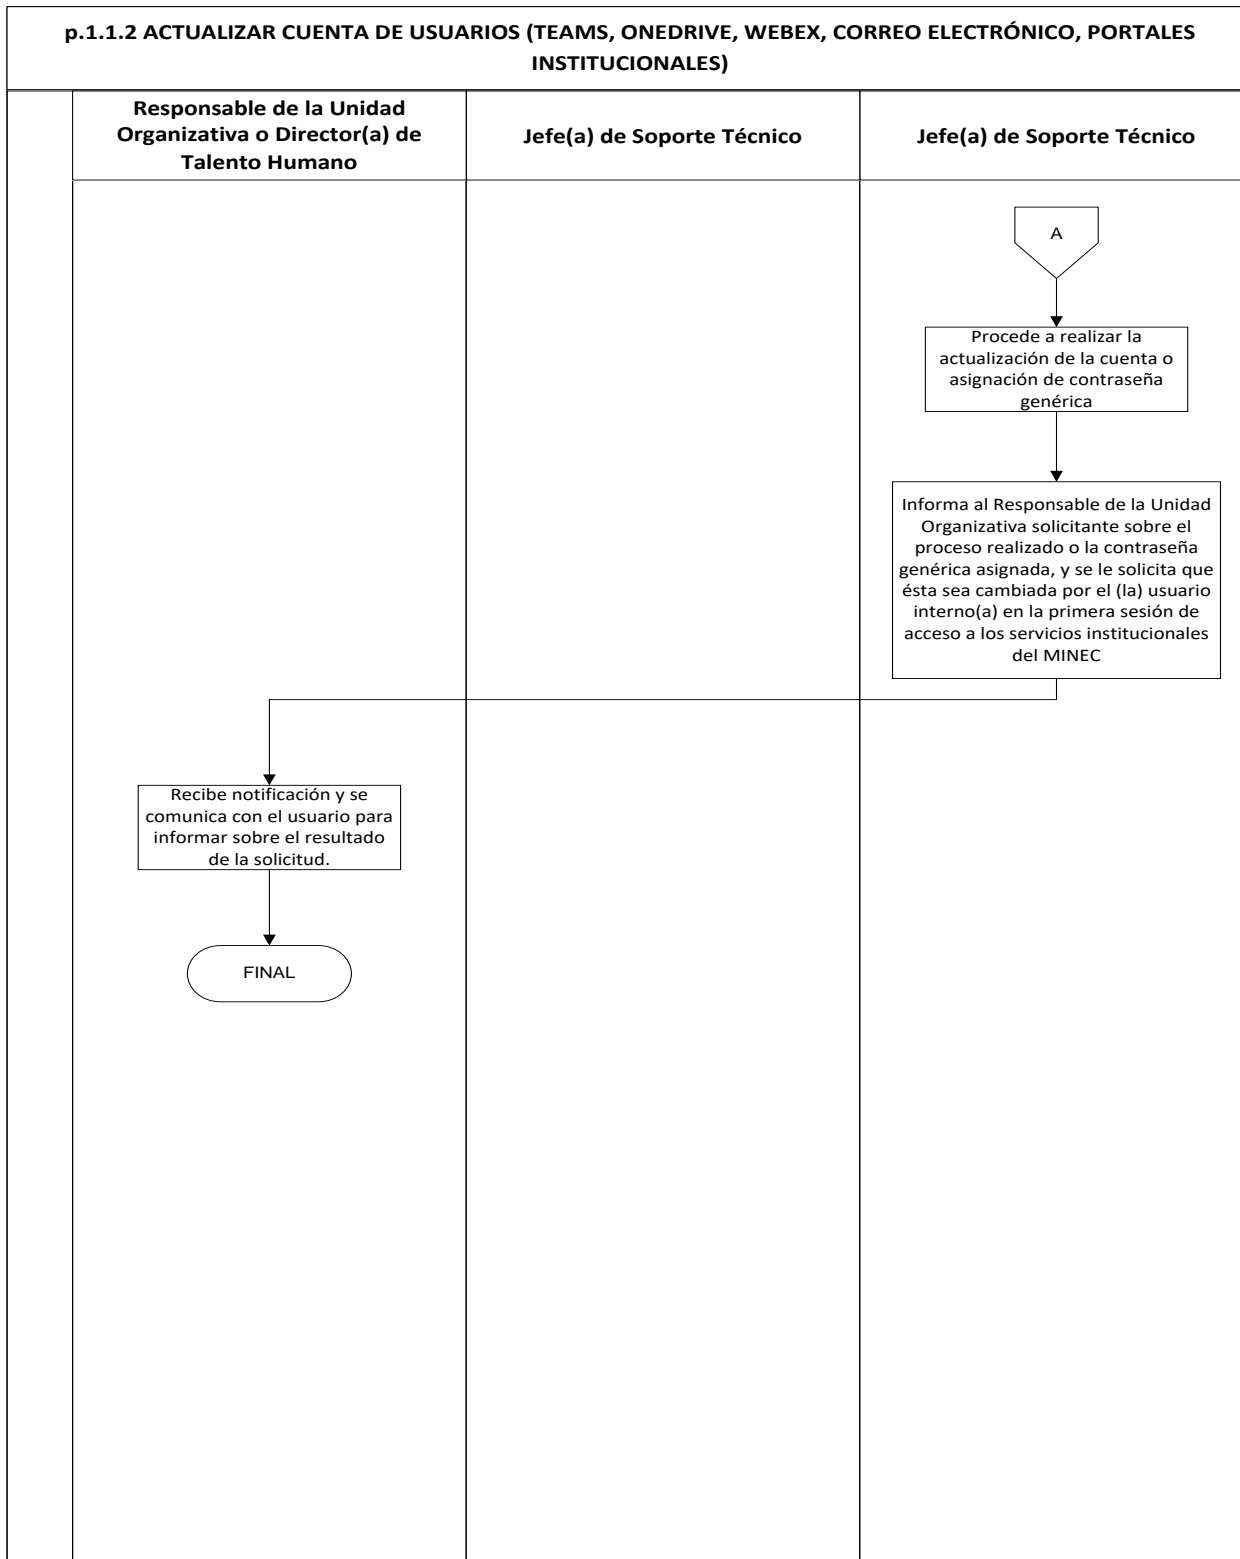 p.1.1.2 ACTUALIZAR CUENTA DE USUARIOS (TEAMS, ONEDRIVE, WEBEX, CORREO ELECTRÓNICO, PORTALES
INSTITUCIONALES)
Responsable de la Unidad
Organizativa o Director(a) de
Talento Humano
Jefe(a) de Soporte Técnico
Jefe(a) de Soporte Técnico
A
Procede a realizar la
actualización de la cuenta o
asignación de contraseña
genérica
Informa al Responsable de la Unidad
Organizativa solicitante sobre el
proceso realizado o la contraseña
genérica asignada, y se le solicita que
ésta sea cambiada por el (la) usuario
interno(a) en la primera sesión de
acceso a los servicios institucionales
del MINEC
Recibe notificación y se
comunica con el usuario para
informar sobre el resultado
de la solicitud.
FINAL